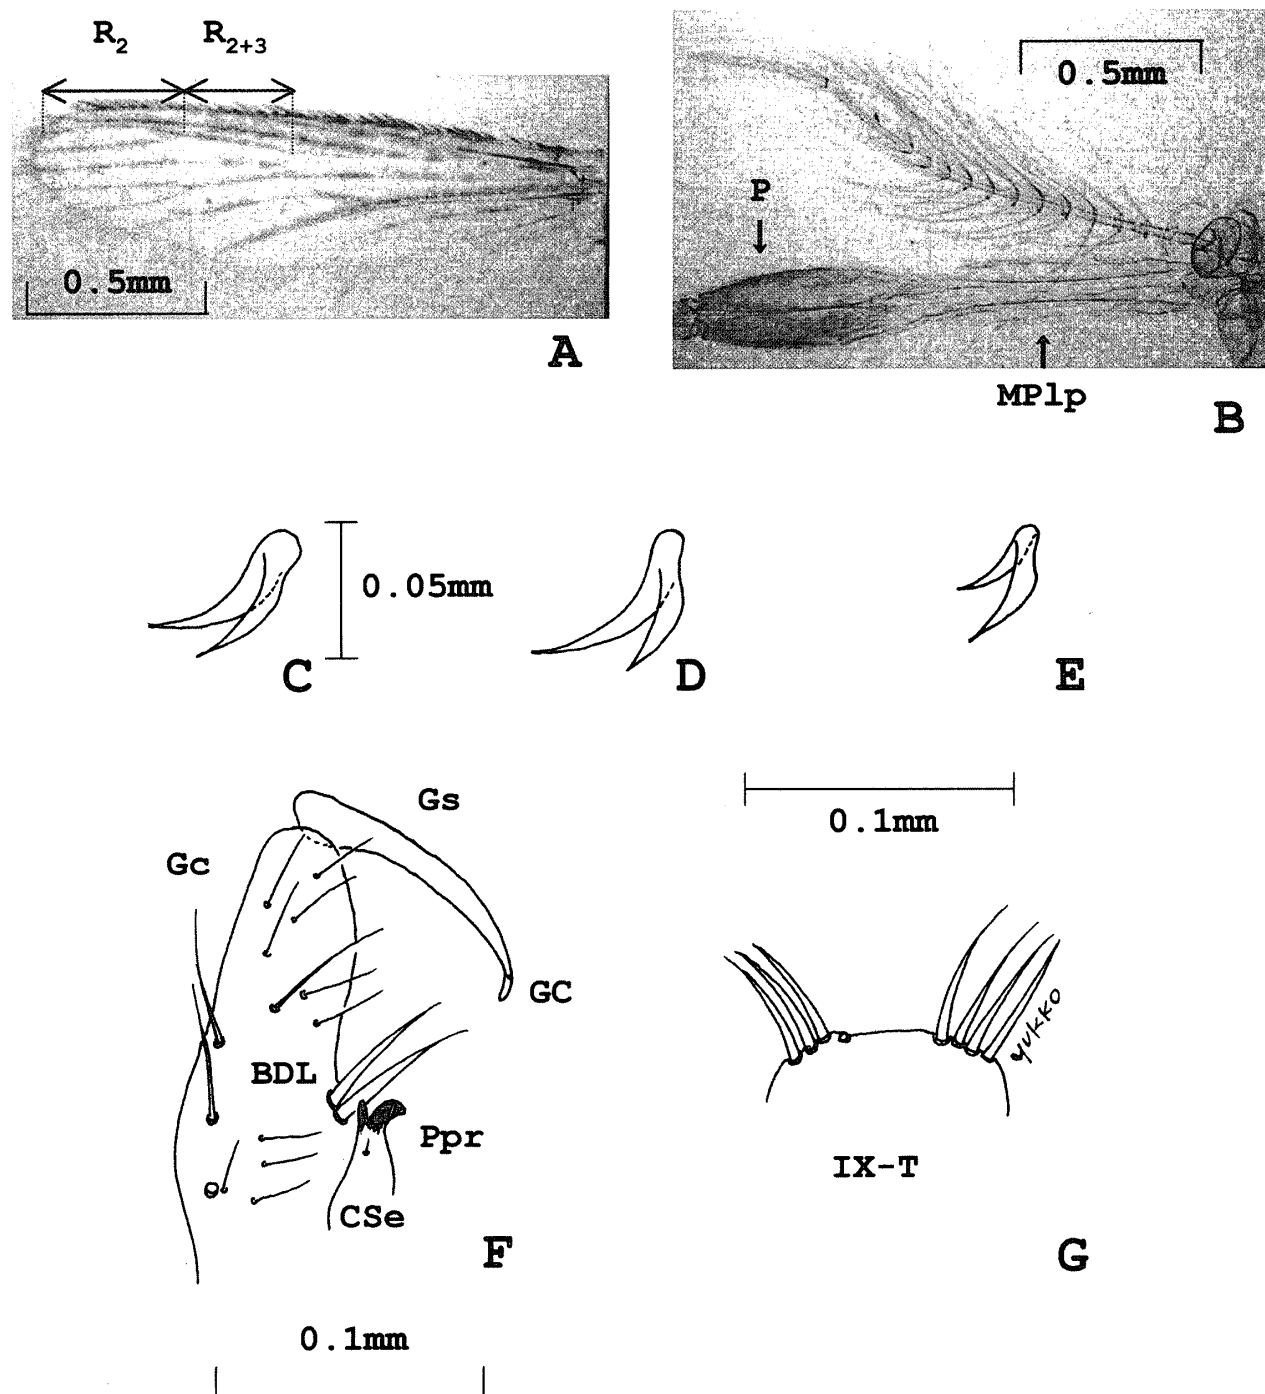 R2 R2+3
0.5mm
A
0.5mm
P
MPlp
B
0.05mm
C
D
E
Gs
Gc
GC
BDL
Ppr
CSe
F
0.1mm
0.1mm
yukko
IX-T
G